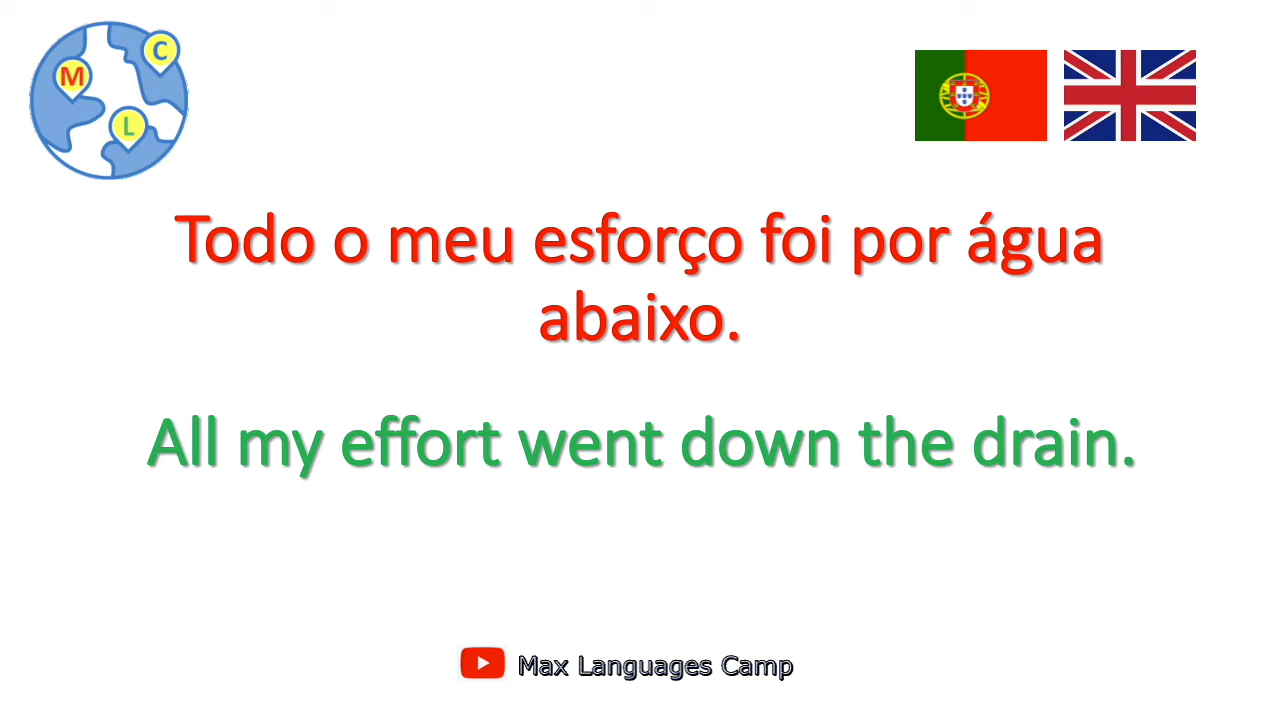 M
C
L
Todo o meu esforço foi por água
abaixo.
All my effort went down the drain.
Max Languages Camp